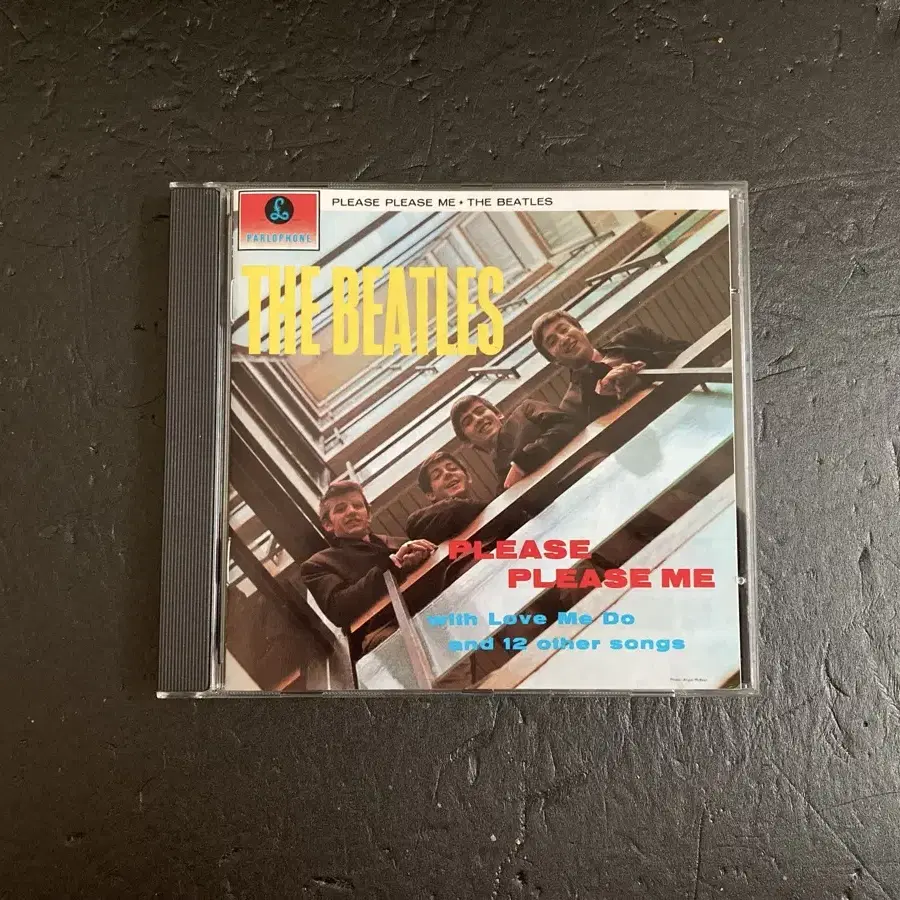 PLEASE PLEASE ME • THE BEATLES
£
PARLOPHONE
THE BEATLES
PLEASE
PLEASE ME
with Love Me Do
and 12 other songs